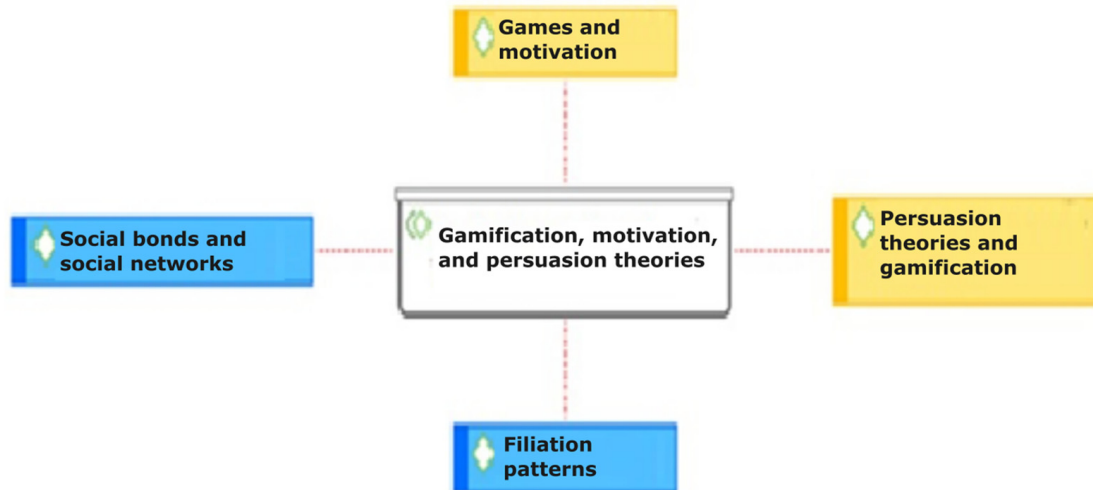 Games and
motivation
Social bonds and
social networks
Gamification, motivation,
and persuasion theories
Persuasion
theories and
gamification
Filiation
patterns